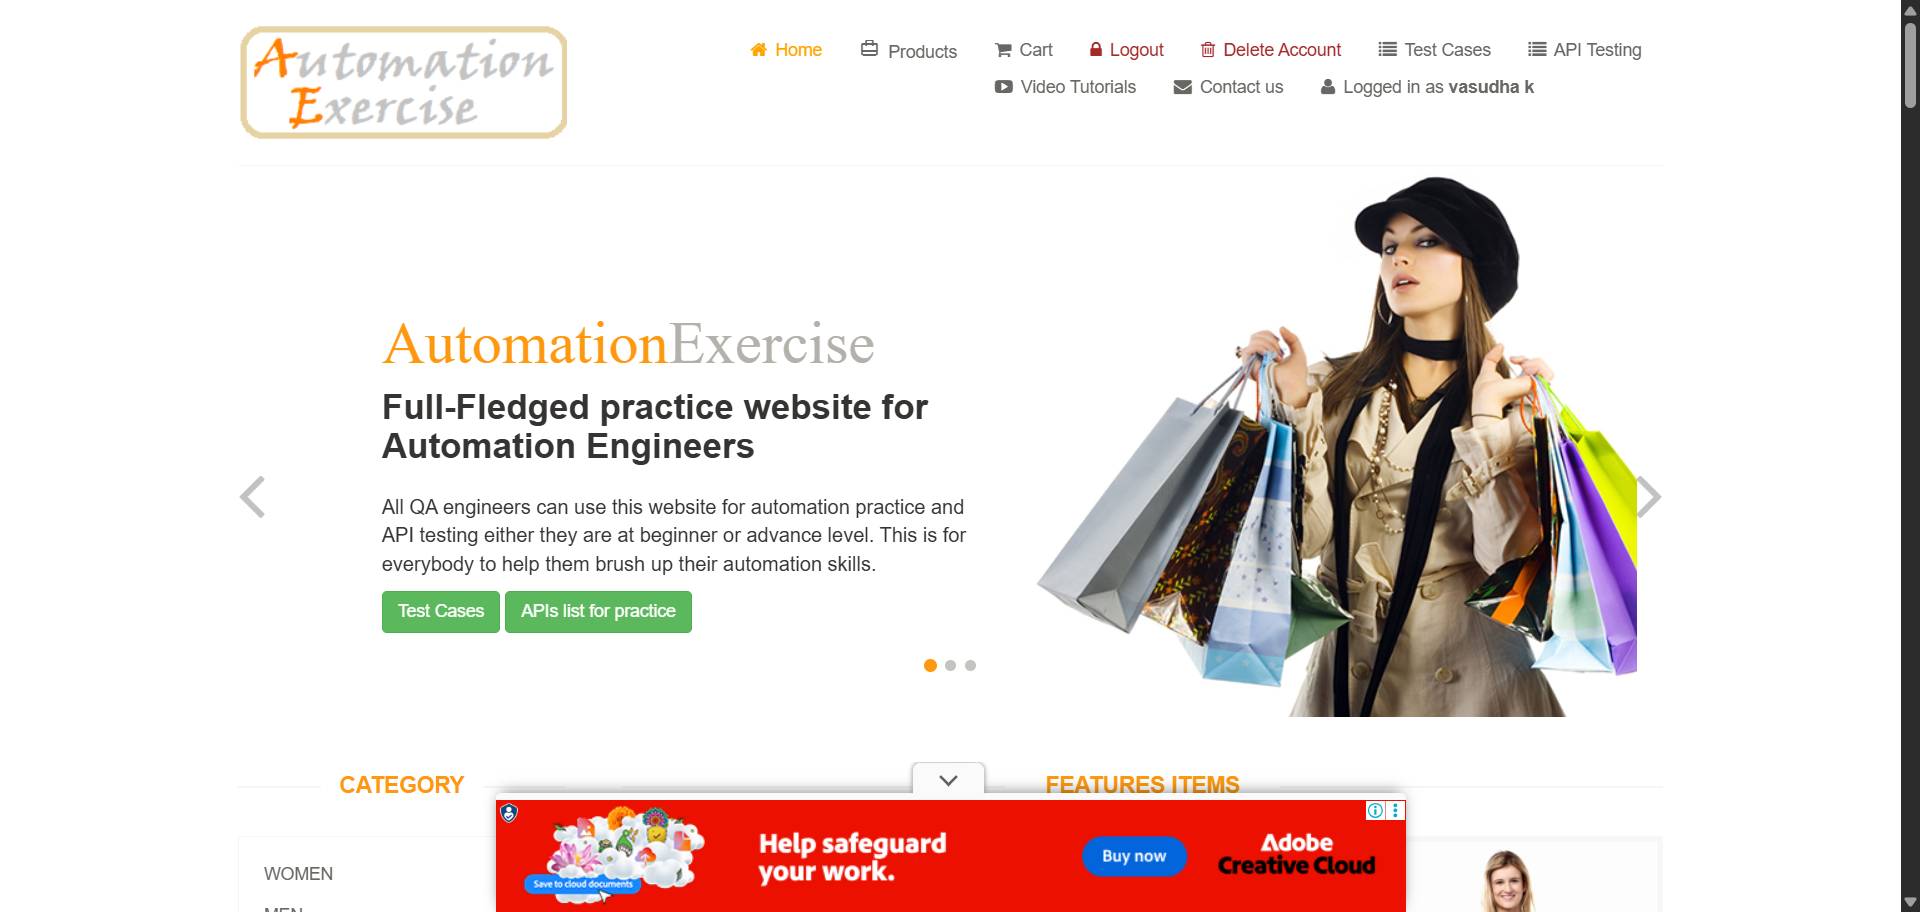 Automation
Exercise
Home Products Cart Logout Delete Account Test Cases API Testing
Video Tutorials Contact us Logged in as vasudha k
AutomationExercise
Full-Fledged practice website for
Automation Engineers
All QA engineers can use this website for automation practice and
API testing either they are at beginner or advance level. This is for
everybody to help them brush up their automation skills.
Test Cases APIs list for practice
CATEGORY
FEATURES ITEMS
WOMEN
MEN
Save to cloud documents
Help safeguard
your work.
Buy now
Adobe
Creative Cloud